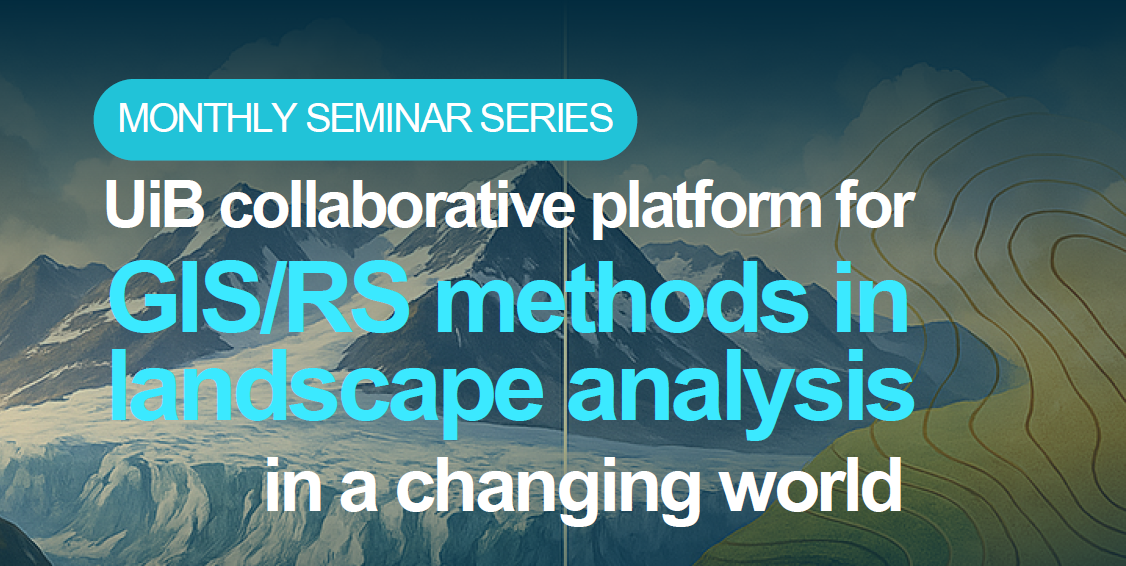 MONTHLY SEMINAR SERIES
UiB collaborative platform for
GIS/RS methods in
landscape analysis
in a changing world